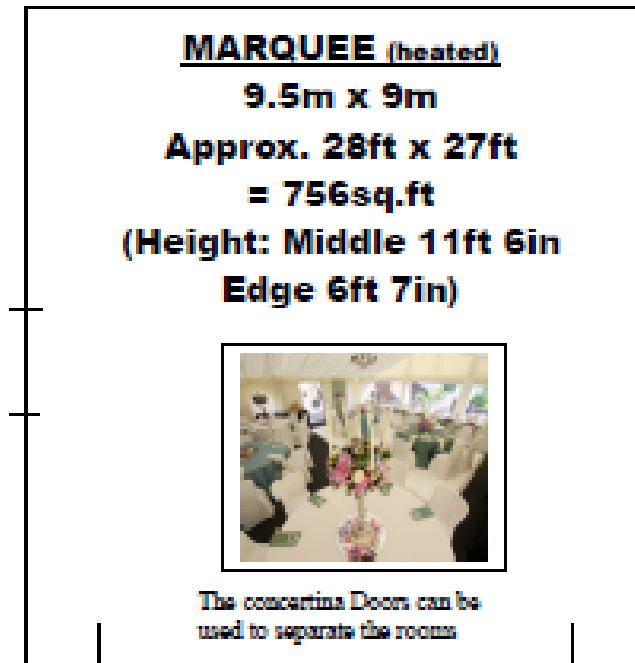 MARQUEE (heated)
9.5m x 9m
Approx. 28ft x 27ft
= 756sq.ft
(Height: Middle 11ft 6in
Edge 6ft 7in)
The concertina Doors can be
used to separate the rooms